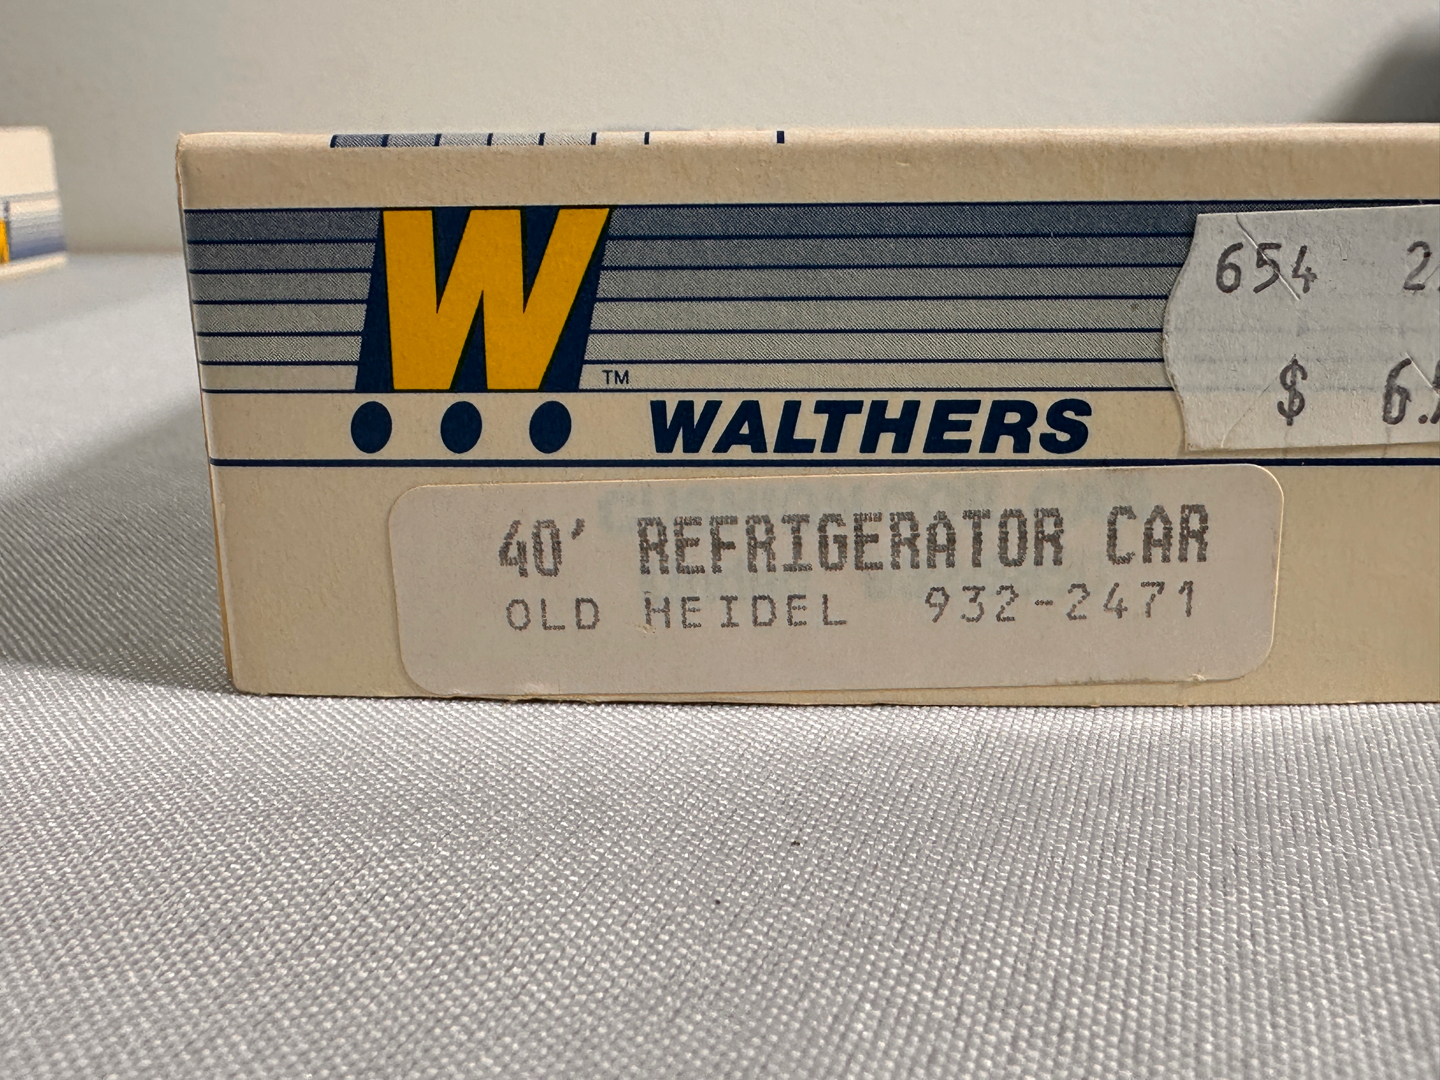 W
TM
WALTHERS
654
$
40' REFRIGERATOR CAR
OLD HEIDEL 932-2471